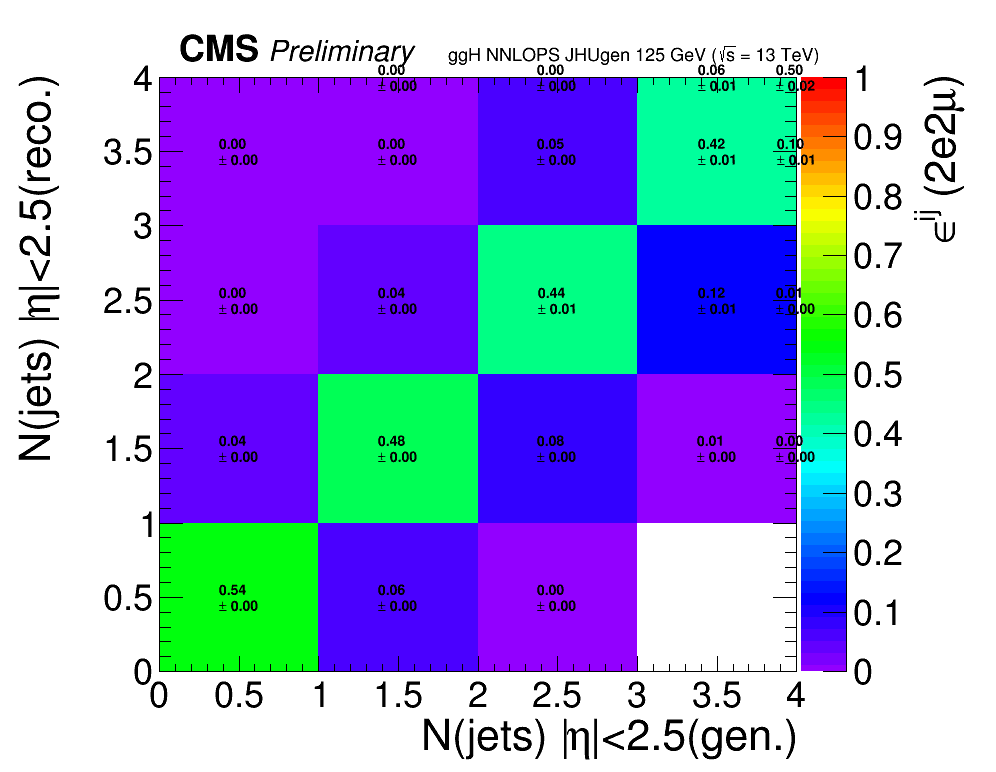 CMS Preliminary
ggH NNLOPS JHUgen 125 GeV (√s = 13 TeV)
0.00 0.00 0.06 0.50
± 0.00 ± 0.00 ± 0.01 ± 0.02
0.00 0.00 0.05 0.42 0.10
± 0.00 ± 0.00 ± 0.00 ± 0.01 ± 0.01
0.00 0.04 0.44 0.12 0.01
± 0.00 ± 0.00 ± 0.01 ± 0.01 ± 0.00
0.04 0.48 0.08 0.01 0.00
± 0.00 ± 0.00 ± 0.00 ± 0.00 ± 0.00
0.54 0.06 0.00
± 0.00 ± 0.00 ± 0.00
4
3.5
3
2.5
2
1.5
1
0.5
0
N(jets) |η|<2.5(reco.)
0 0.5 1 1.5 2 2.5 3 3.5 4
N(jets) |η|<2.5(gen.)
1
0.9
0.8
0.7
0.6
0.5
0.4
0.3
0.2
0.1
0
∈ij (2e2μ)